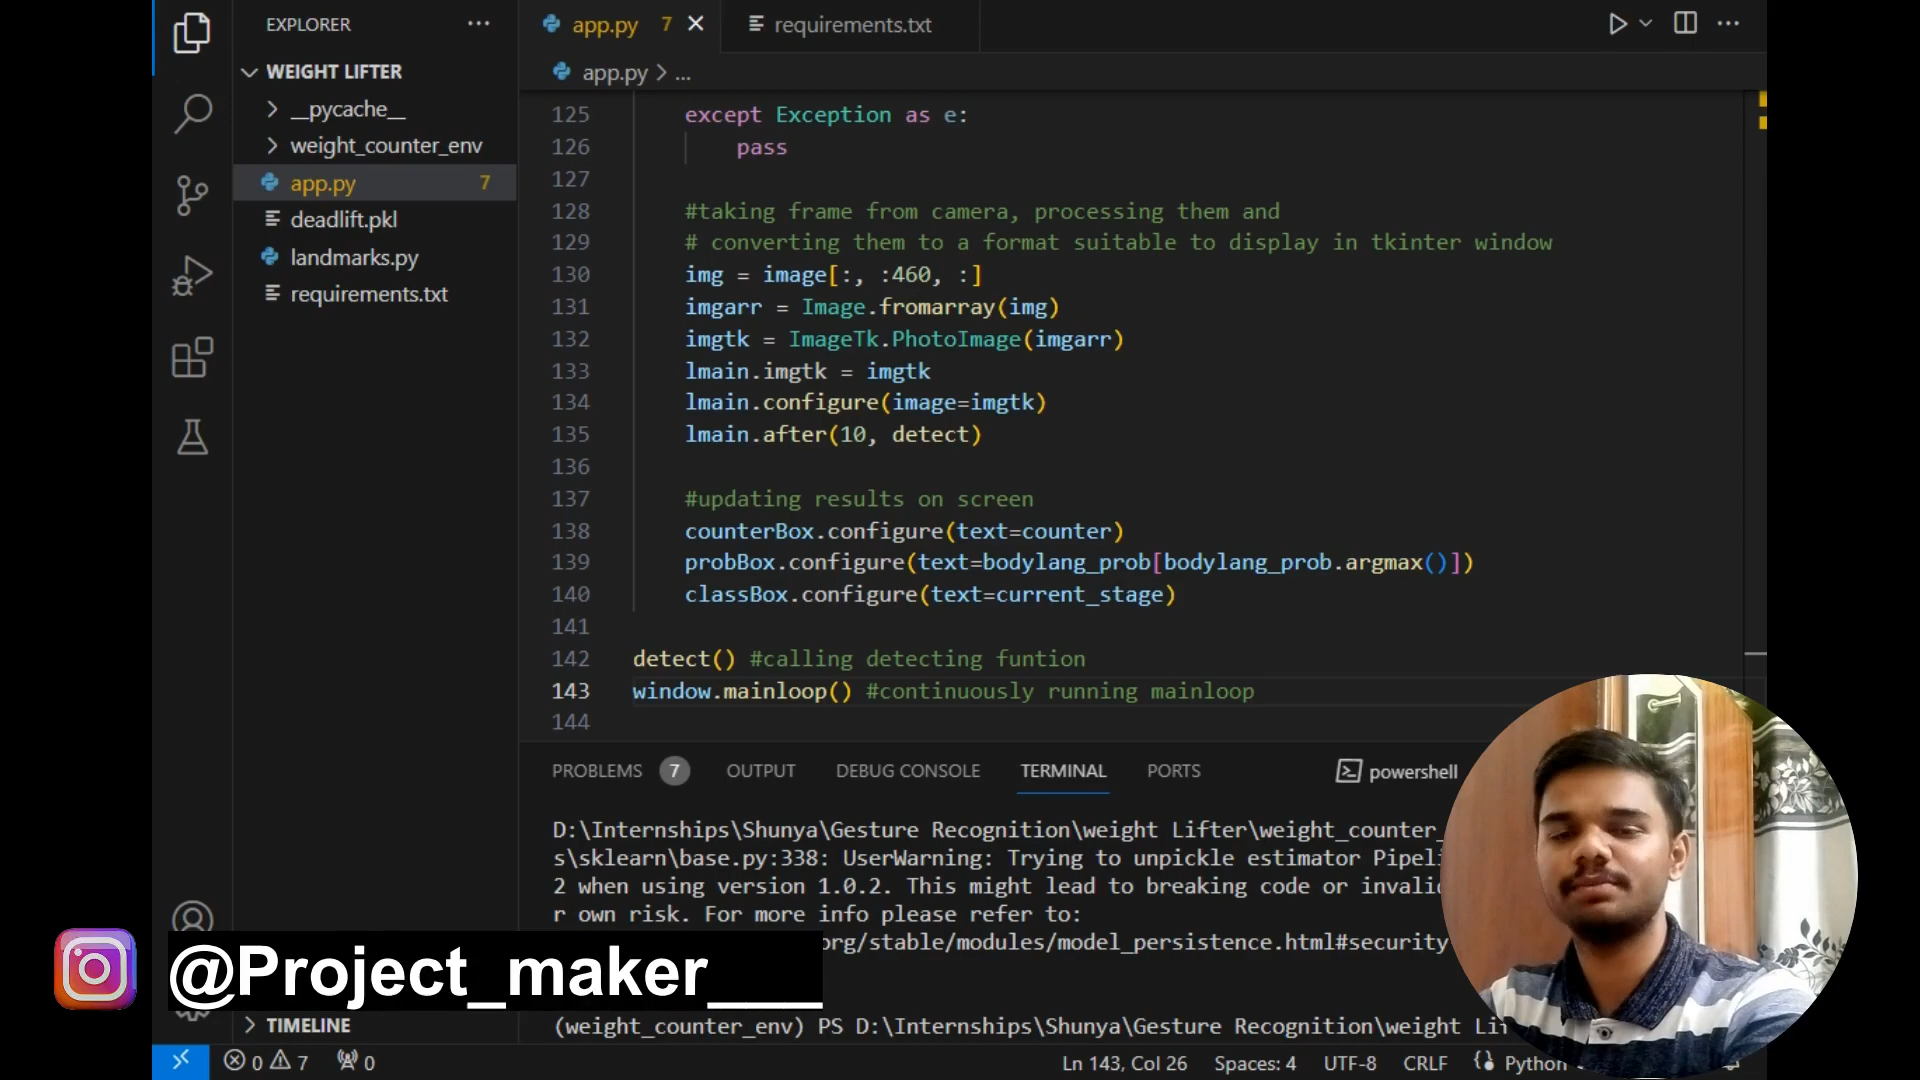 EXPLORER
WEIGHT LIFTER
__pycache__
weight_counter_env
app.py 7
deadlift.pkl
landmarks.py
requirements.txt
TIMELINE
app.py 7
requirements.txt
app.py > ...
125 except Exception as e:
126 pass
127
128 #taking frame from camera, processing them and
129 # converting them to a format suitable to display in tkinter window
130 img = image[:, :460, :]
131 imgarr = Image.fromarray(img)
132 imgtk = ImageTk.PhotoImage(imgarr)
133 lmain.imgtk = imgtk
134 lmain.configure(image=imgtk)
135 lmain.after(10, detect)
136
137 #updating results on screen
138 counterBox.configure(text=counter)
139 probBox.configure(text=bodylang_prob[bodylang_prob.argmax()])
140 classBox.configure(text=current_stage)
141
142 detect() #calling detecting funtion
143 window.mainloop() #continuously running mainloop
144
PROBLEMS 7 OUTPUT DEBUG CONSOLE TERMINAL PORTS powershell
D:\Internships\Shunya\Gesture Recognition\weight Lifter\weight_counter_
s\sklearn\base.py:338: UserWarning: Trying to unpickle estimator Pipeli
2 when using version 1.0.2. This might lead to breaking code or invali
r own risk. For more info please refer to:
org/stable/modules/model_persistence.html#security
(weight_counter_env) PS D:\Internships\Shunya\Gesture Recognition\weight Lif
@Project_maker___
0 7 0
Ln 143, Col 26 Spaces: 4 UTF-8 CRLF Python